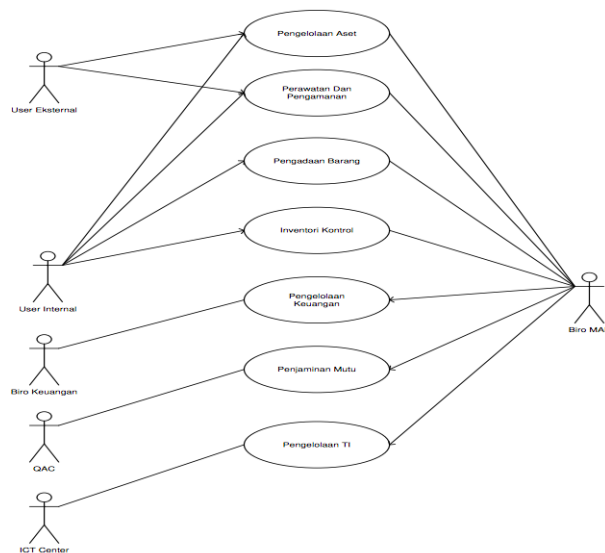 Pengelolaan Aset
User Eksternal
Perawatan Dan
Pengamanan
Pengadaan Barang
Inventori Kontrol
User Internal
Pengelolaan
Keuangan
Biro MA
Biro Keuangan
Penjaminan Mutu
QAC
Pengelolaan TI
ICT Center